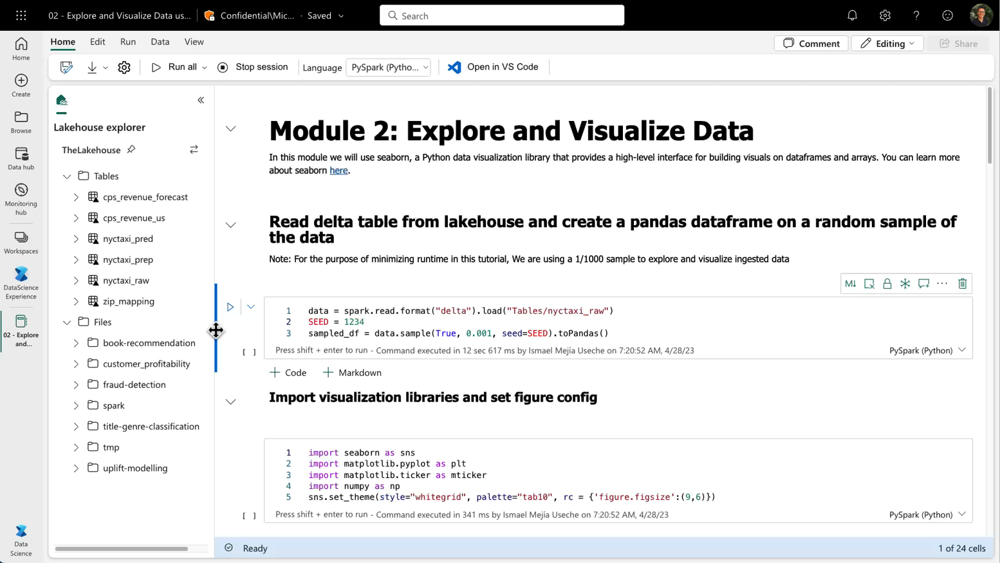 02 - Explore and Visualize Data us...
Confidential\Mic... · Saved
Search
Home
Edit
Run
Data
View
Comment
Editing
Share
Run all
Stop session
Language
PySpark (Pytho...
Open in VS Code
Home
Create
Browse
Data hub
Monitoring
hub
Workspaces
DataScience
Experience
02 - Explore
and...
Data
Science
Lakehouse explorer
TheLakehouse
Tables
cps_revenue_forecast
cps_revenue_us
nyctaxi_pred
nyctaxi_prep
nyctaxi_raw
zip_mapping
Files
book-recommendation
customer_profitability
fraud-detection
spark
title-genre-classification
tmp
uplift-modelling
Module 2: Explore and Visualize Data
In this module we will use seaborn, a Python data visualization library that provides a high-level interface for building visuals on dataframes and arrays. You can learn more
about seaborn here.
Read delta table from lakehouse and create a pandas dataframe on a random sample of
the data
Note: For the purpose of minimizing runtime in this tutorial, We are using a 1/1000 sample to explore and visualize ingested data
M↓
...
1 data = spark.read.format("delta").load("Tables/nyctaxi_raw")
2 SEED = 1234
3 sampled_df = data.sample(True, 0.001, seed=SEED).toPandas()
[ ] Press shift + enter to run - Command executed in 12 sec 617 ms by Ismael Mejía Useche on 7:20:52 AM, 4/28/23
PySpark (Python)
+ Code
+ Markdown
Import visualization libraries and set figure config
1 import seaborn as sns
2 import matplotlib.pyplot as plt
3 import matplotlib.ticker as mticker
4 import numpy as np
5 sns.set_theme(style="whitegrid", palette="tab10", rc = {'figure.figsize':(9,6)})
[ ] Press shift + enter to run - Command executed in 341 ms by Ismael Mejía Useche on 7:20:52 AM, 4/28/23
PySpark (Python)
Ready
1 of 24 cells